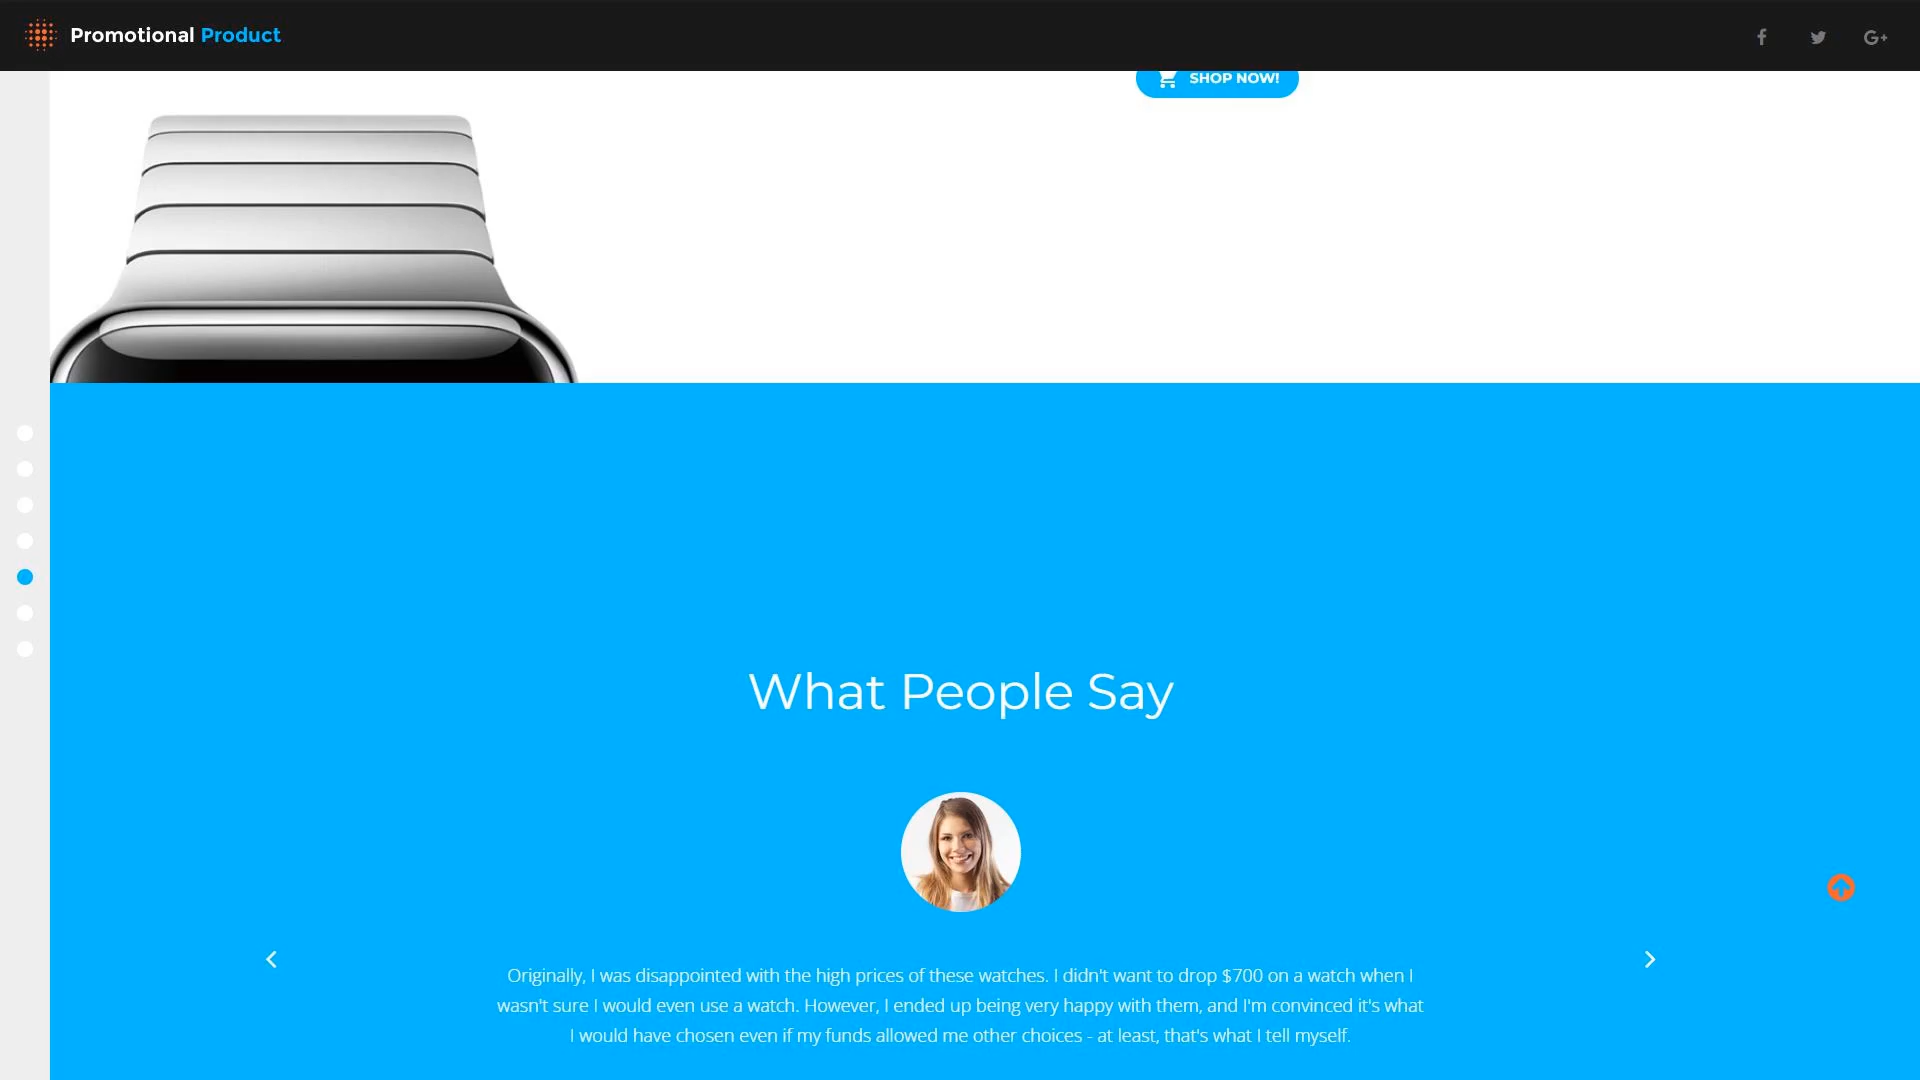 Promotional Product
SHOP NOW!
What People Say
Originally, I was disappointed with the high prices of these watches. I didn't want to drop $700 on a watch when I
wasn't sure I would even use a watch. However, I ended up being very happy with them, and I'm convinced it's what
I would have chosen even if my funds allowed me other choices - at least, that's what I tell myself.